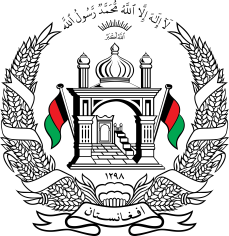 لا إله إلا الله محمد رسول الله
الله أكبر
١٢٩٨
افغانستان